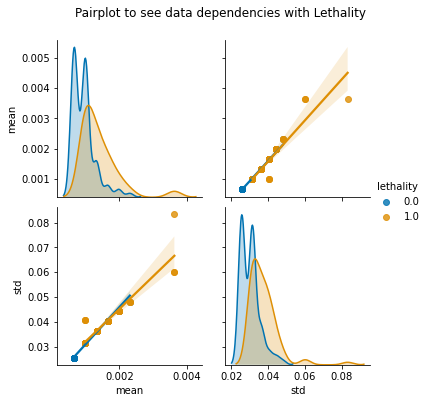 Pairplot to see data dependencies with Lethality
0.005
0.004
0.003
0.002
0.001
mean
lethality
0.0
1.0
0.08
0.07
0.06
0.05
0.04
0.03
std
0.002 0.004
mean
0.02 0.04 0.06 0.08
std